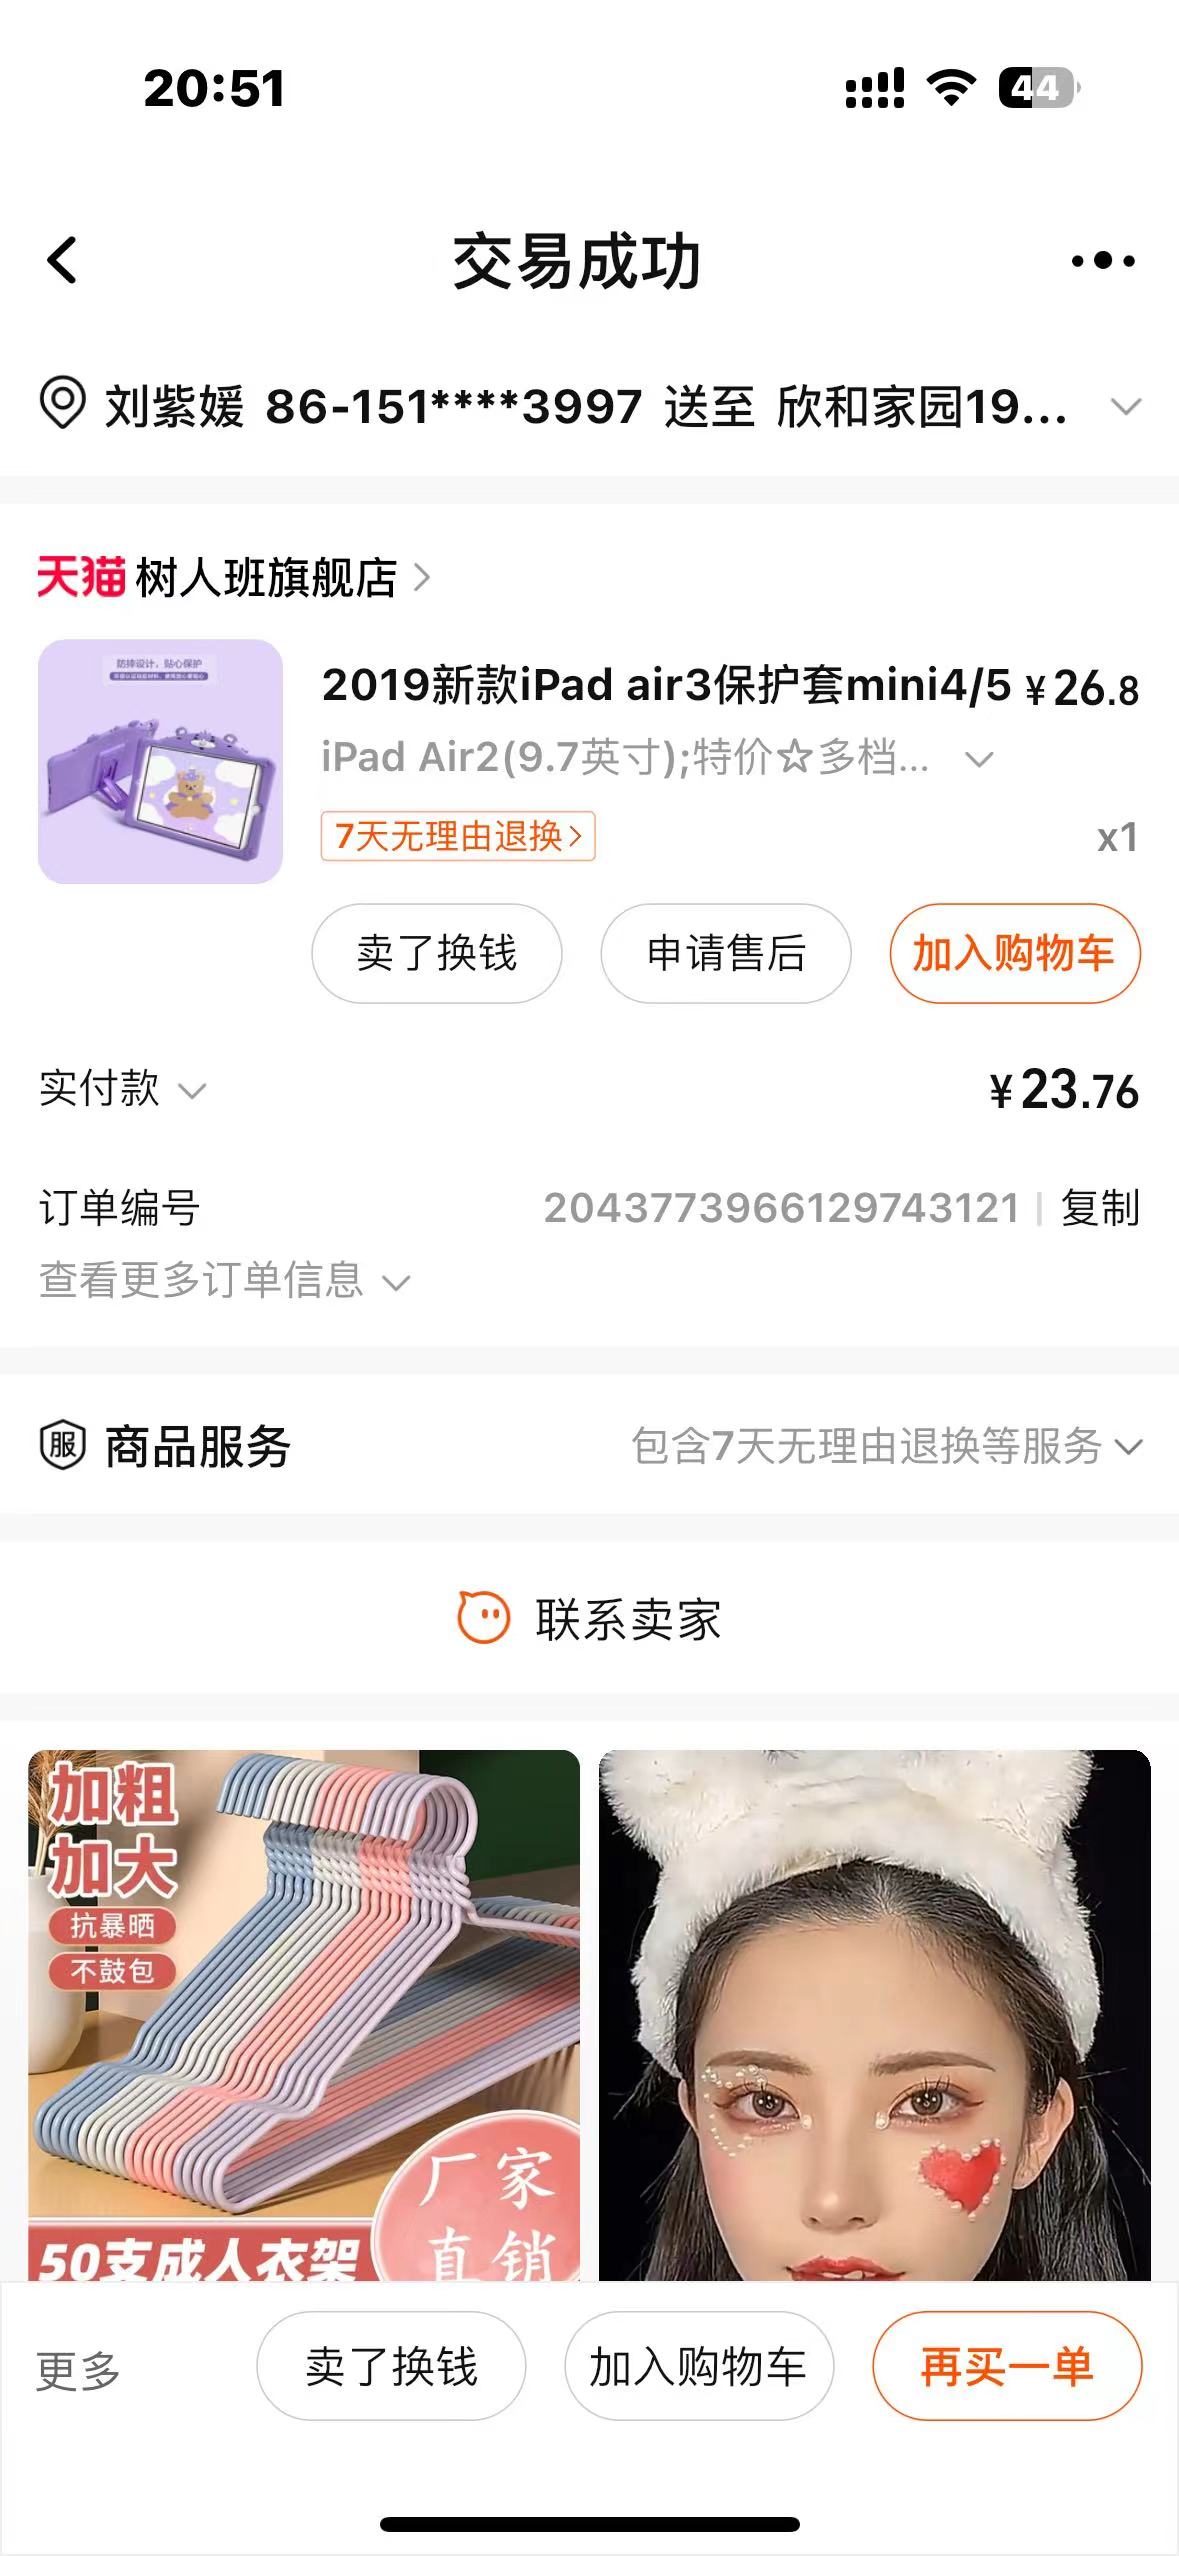 20:51
44
交易成功
刘紫媛 86-151****3997 送至 欣和家园19...
天猫 树人班旗舰店
防摔设计，贴心保护
2019新款iPad air3保护套mini4/5 ¥26.8
iPad Air2(9.7英寸);特价☆多档...
7天无理由退换
x1
卖了换钱 申请售后 加入购物车
实付款 ¥23.76
订单编号 2043773966129743121 复制
查看更多订单信息
服 商品服务 包含7天无理由退换等服务
联系卖家
加粗
加大
抗暴晒
不鼓包
厂家
直销
50支成人衣架
更多 卖了换钱 加入购物车 再买一单